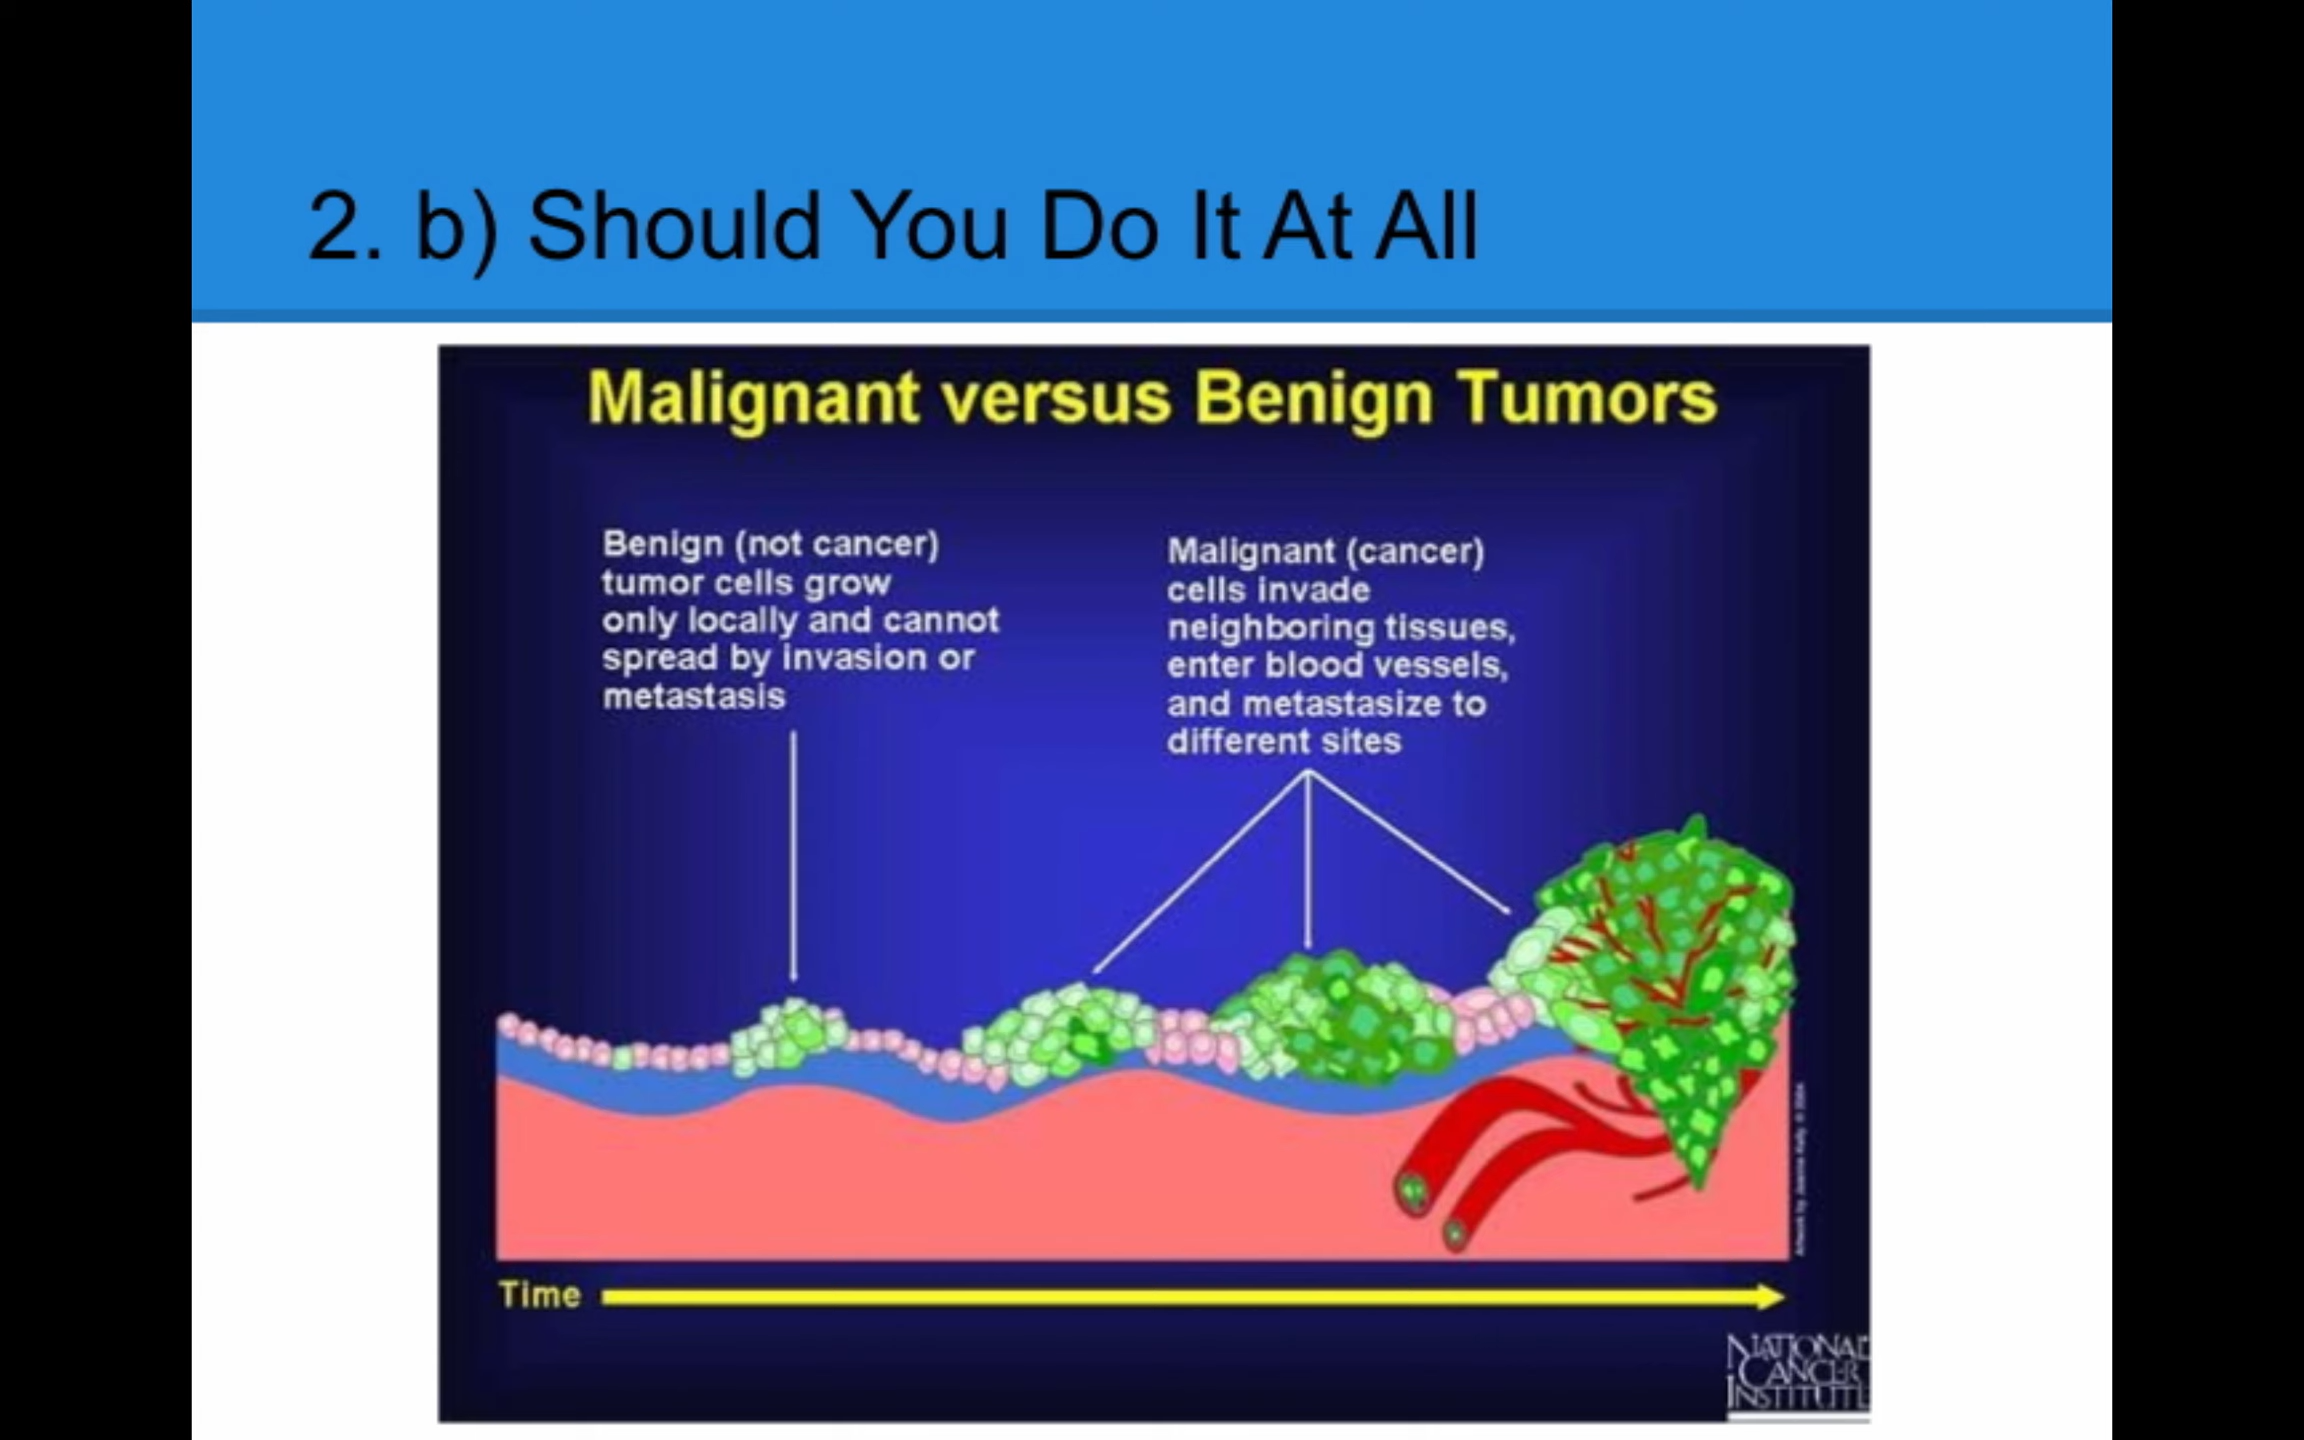 2. b) Should You Do It At All
Malignant versus Benign Tumors
Benign (not cancer)
tumor cells grow
only locally and cannot
spread by invasion or
metastasis
Malignant (cancer)
cells invade
neighboring tissues,
enter blood vessels,
and metastasize to
different sites
Time
NATIONAL
CANCER
INSTITUTE